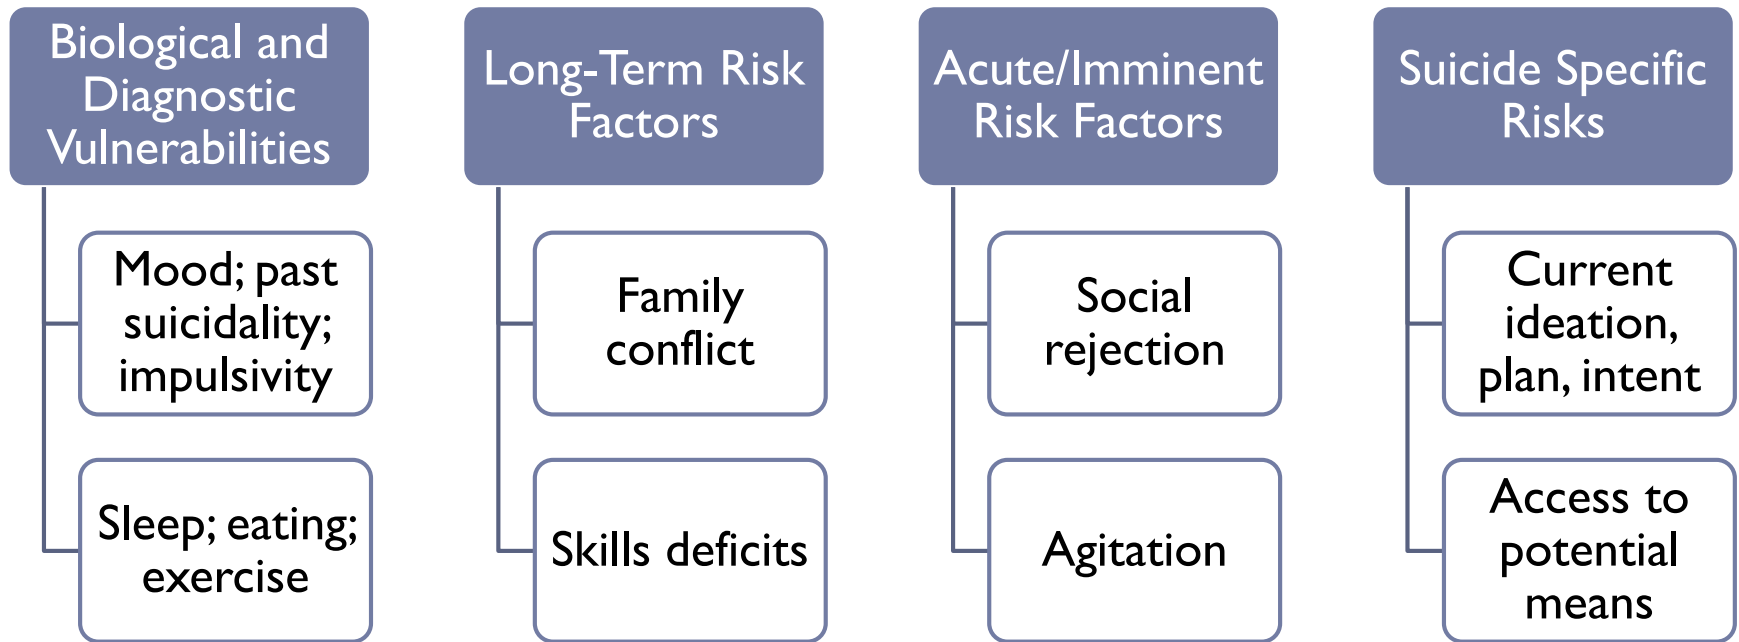 Biological and
Diagnostic
Vulnerabilities
Mood; past
suicidality;
impulsivity
Sleep; eating;
exercise
Long-Term Risk
Factors
Family
conflict
Skills deficits
Acute/Imminent
Risk Factors
Social
rejection
Agitation
Suicide Specific
Risks
Current
ideation,
plan, intent
Access to
potential
means